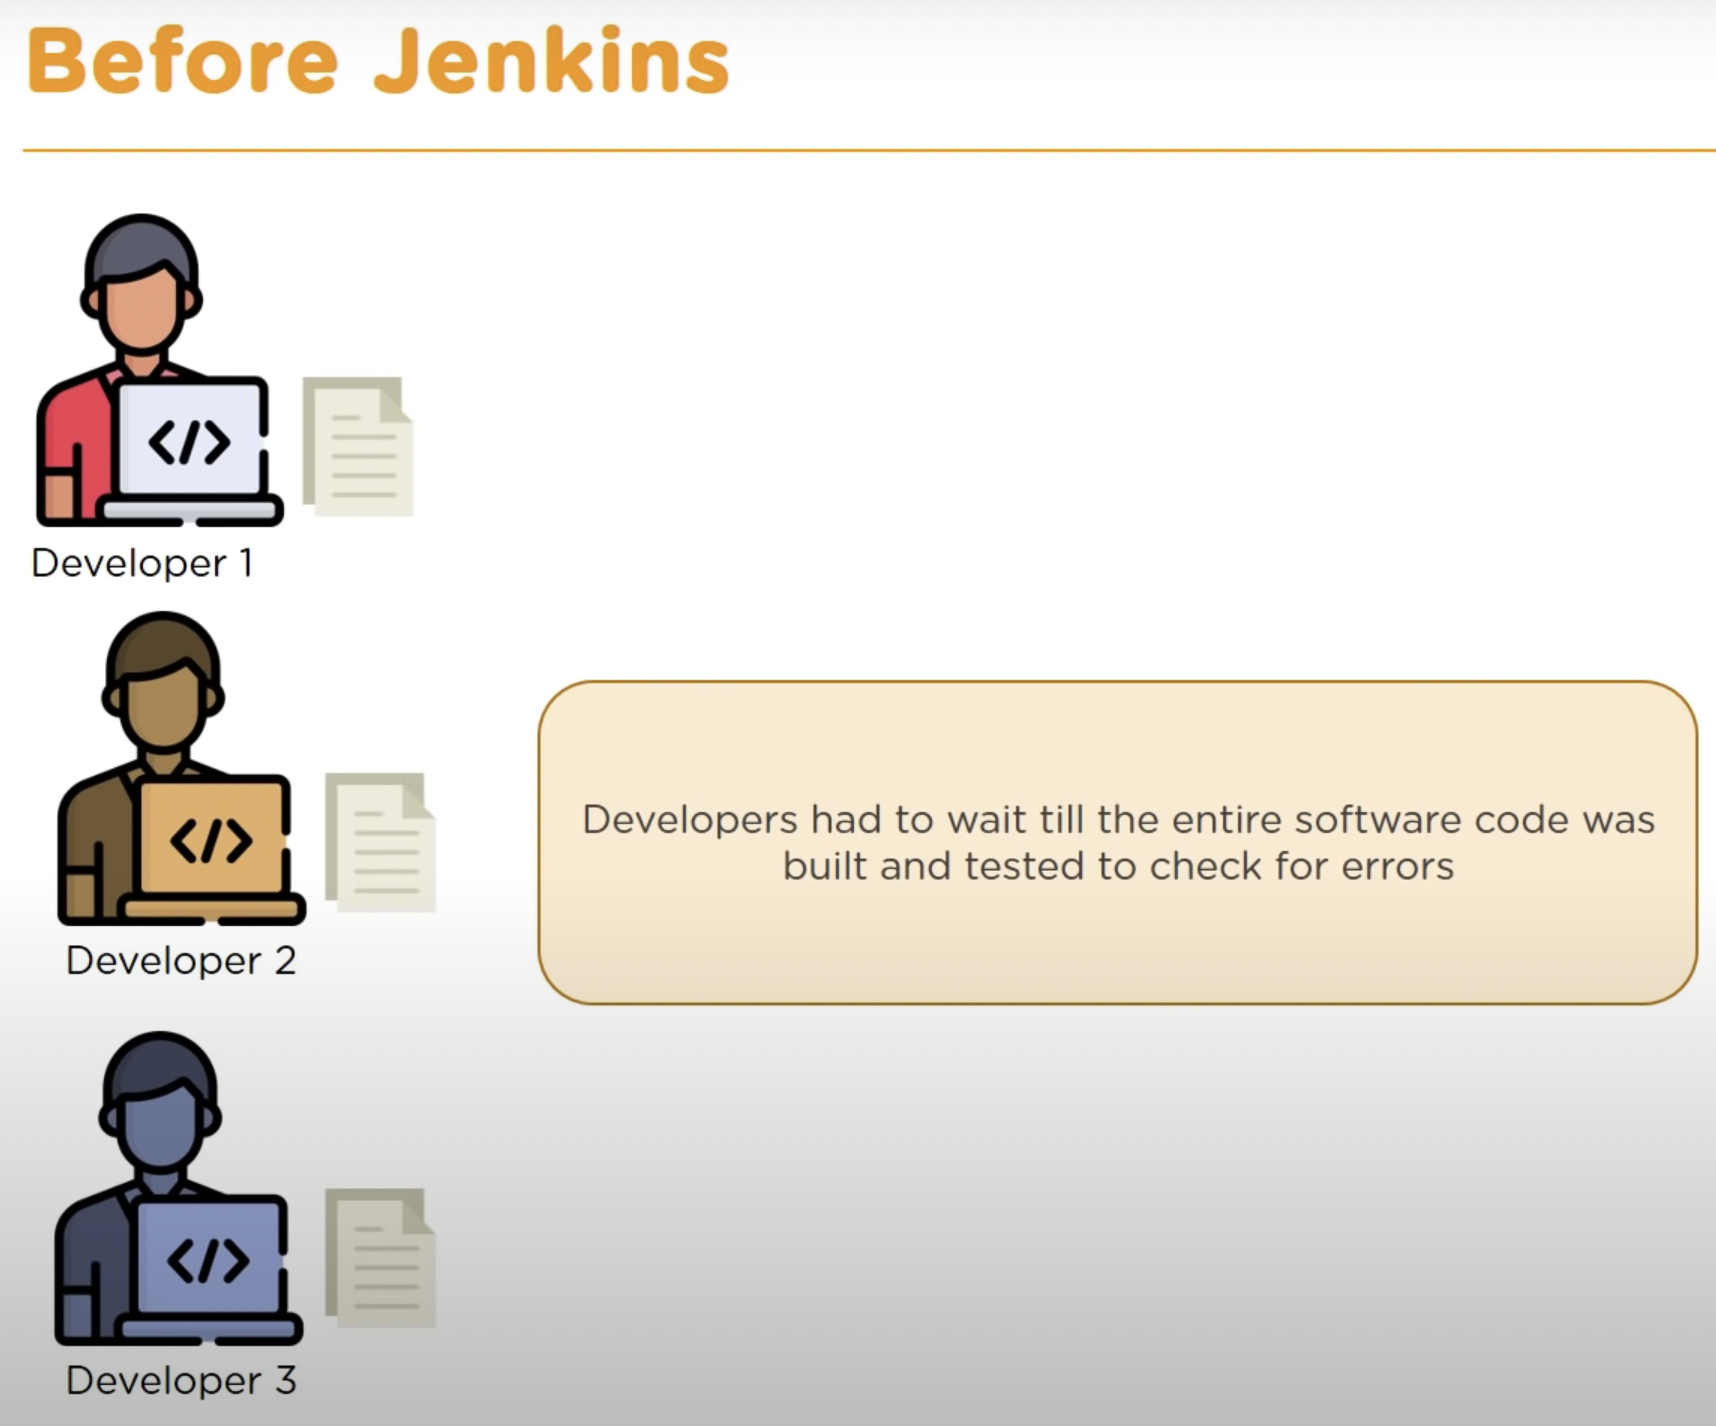 Before Jenkins
</>
Developer 1
</>
Developer 2
Developers had to wait till the entire software code was
built and tested to check for errors
</>
Developer 3